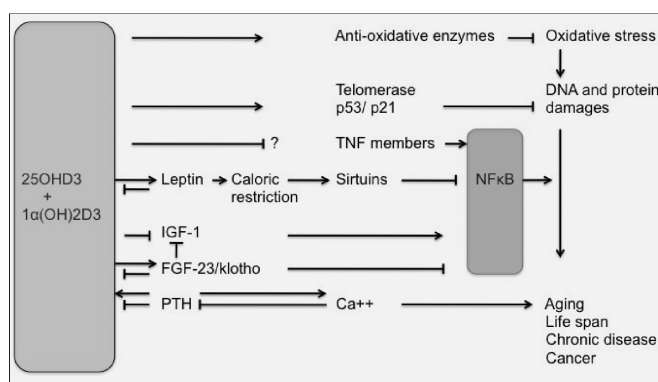 Anti-oxidative enzymes Oxidative stress
Telomerase DNA and protein
p53/ p21 damages
? TNF members
25OHD3 Leptin Caloric Sirtuins NFκB
+ restriction
1α(OH)2D3
IGF-1
FGF-23/klotho
PTH Ca++ Aging
Life span
Chronic disease
Cancer